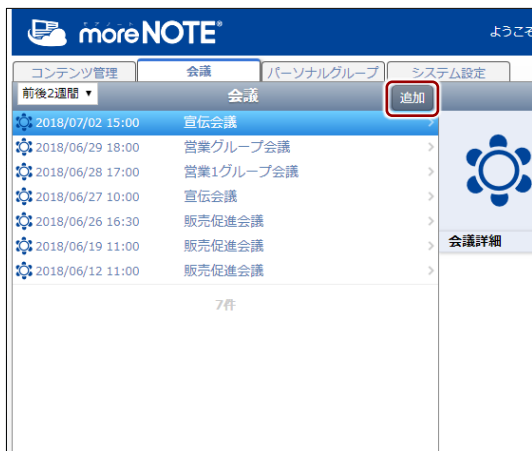 モアノート
moreNOTE®
ようこそ
コンテンツ管理 会議 パーソナルグループ システム設定
前後2週間 ▼ 会議 追加
2018/07/02 15:00 宣伝会議
2018/06/29 18:00 営業グループ会議
2018/06/28 17:00 営業1グループ会議
2018/06/27 10:00 宣伝会議
2018/06/26 16:30 販売促進会議
2018/06/19 11:00 販売促進会議
2018/06/12 11:00 販売促進会議
会議詳細
7件